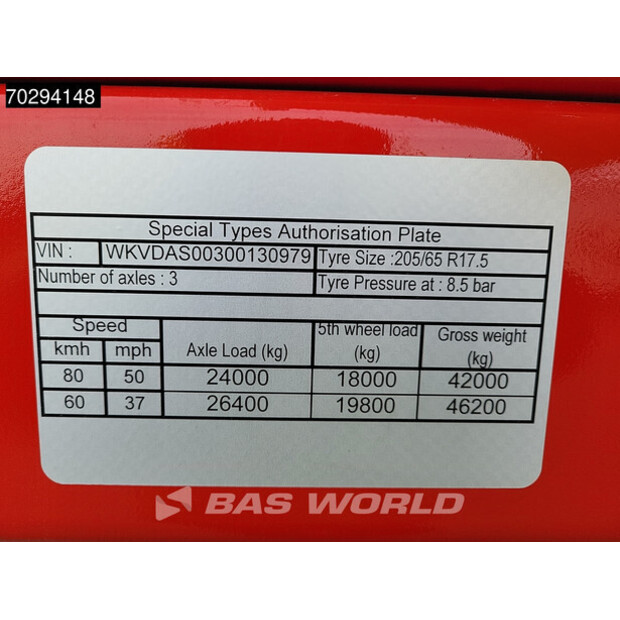 70294148
Special Types Authorisation Plate
VIN : WKVDAS00300130979 Tyre Size :205/65 R17.5
Number of axles : 3 Tyre Pressure at : 8.5 bar
Speed Axle Load (kg) 5th wheel load (kg) Gross weight (kg)
kmh mph
80 50 24000 18000 42000
60 37 26400 19800 46200
BAS WORLD